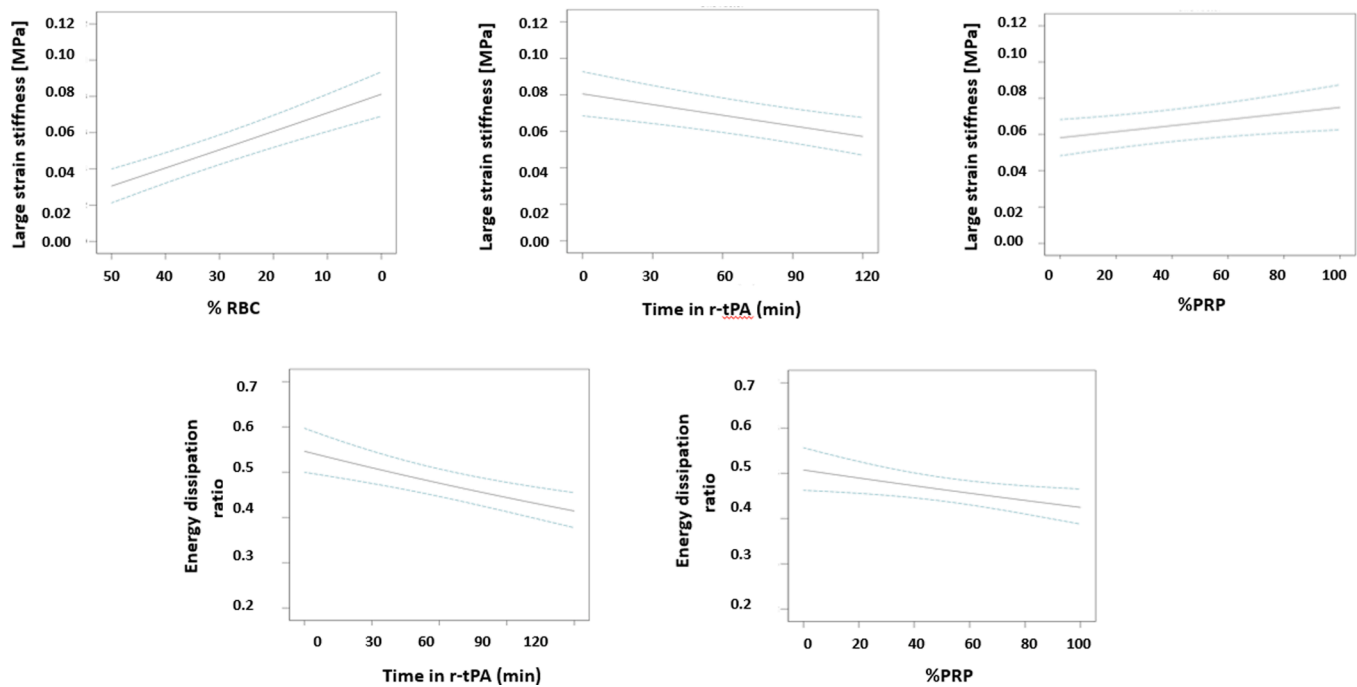 Large strain stiffness [MPa]
0.12
0.10
0.08
0.06
0.04
0.02
0.00
50 40 30 20 10 0
% RBC
Large strain stiffness [MPa]
0.12
0.10
0.08
0.06
0.04
0.02
0.00
0 30 60 90 120
Time in r-tPA (min)
Large strain stiffness [MPa]
0.12
0.10
0.08
0.06
0.04
0.02
0.00
0 20 40 60 80 100
%PRP
Energy dissipation
ratio
0.7
0.6
0.5
0.4
0.3
0.2
0 30 60 90 120
Time in r-tPA (min)
Energy dissipation
ratio
0.7
0.6
0.5
0.4
0.3
0.2
0 20 40 60 80 100
%PRP